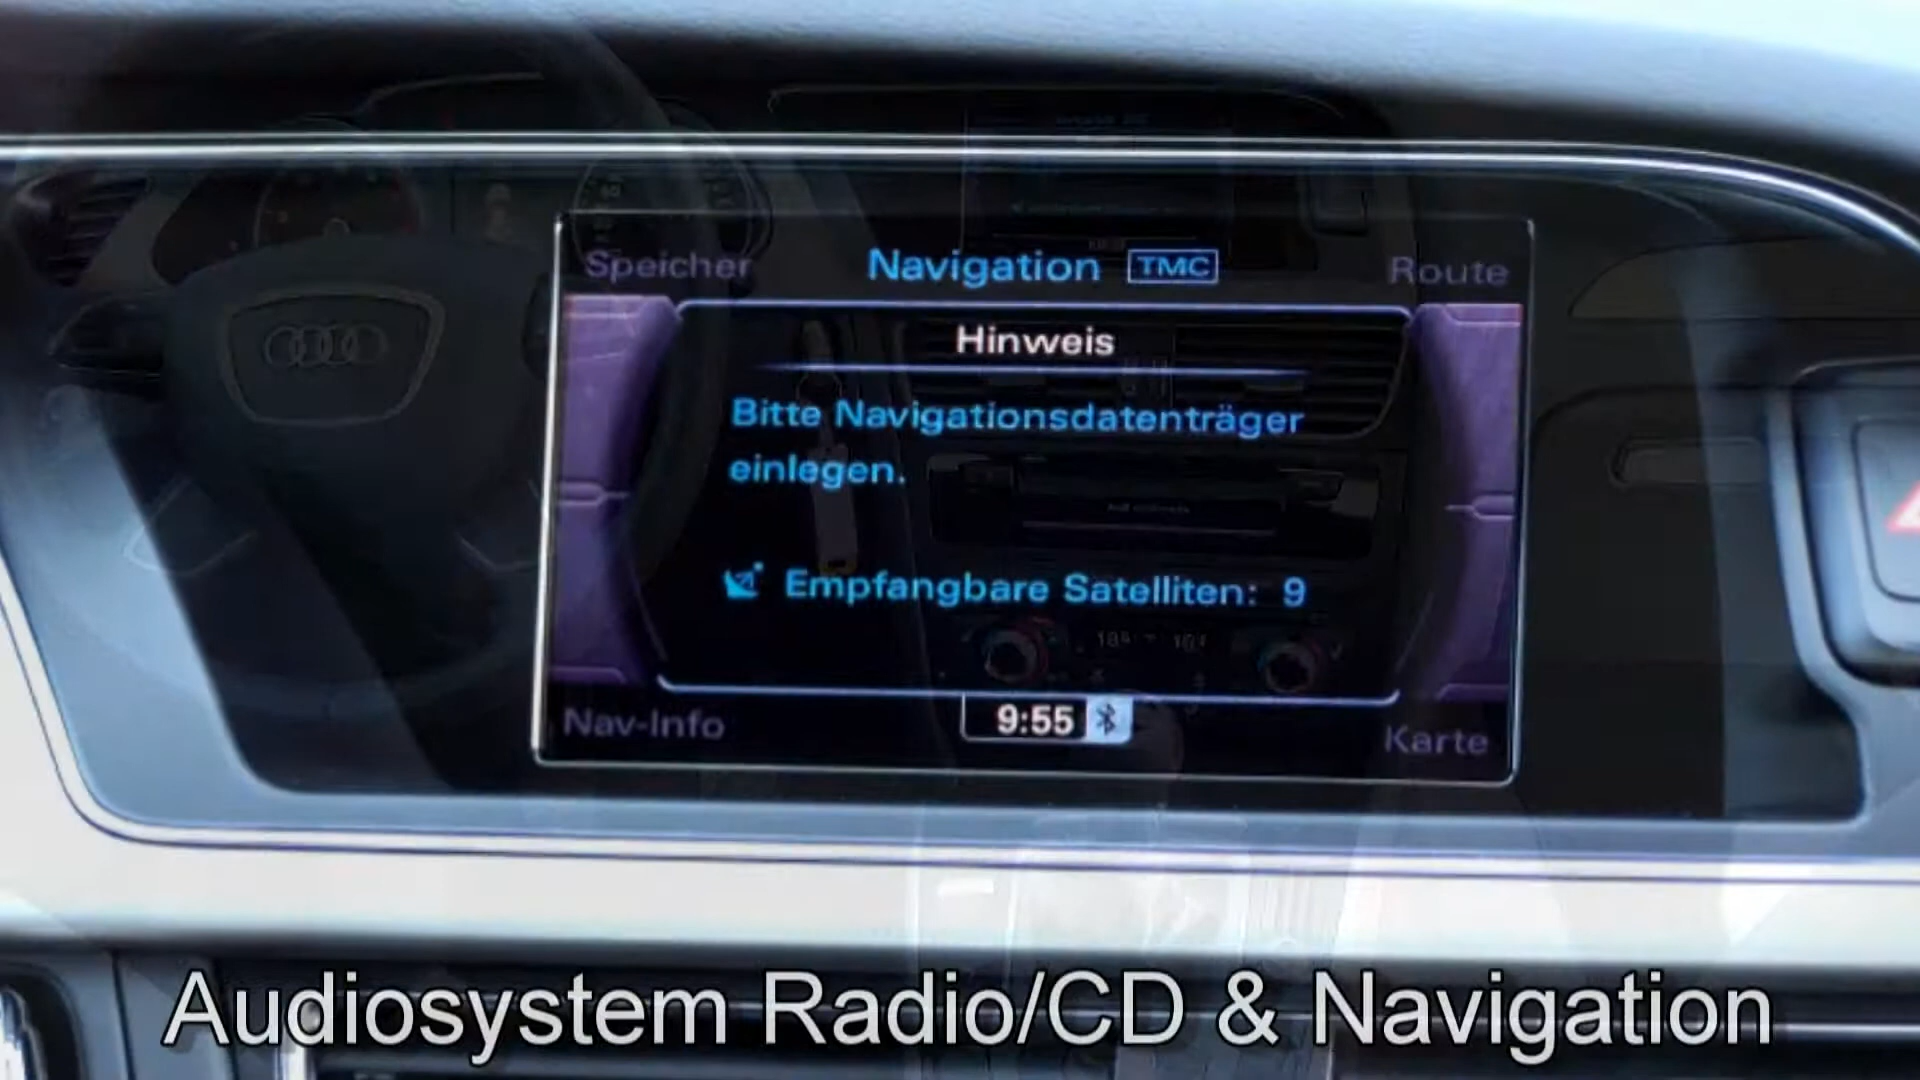 Speicher Navigation TMC Route
Hinweis
Bitte Navigationsdatenträger
einlegen.
Empfangbare Satelliten: 9
9:55
Nav-Info Karte
Audiosystem Radio/CD & Navigation